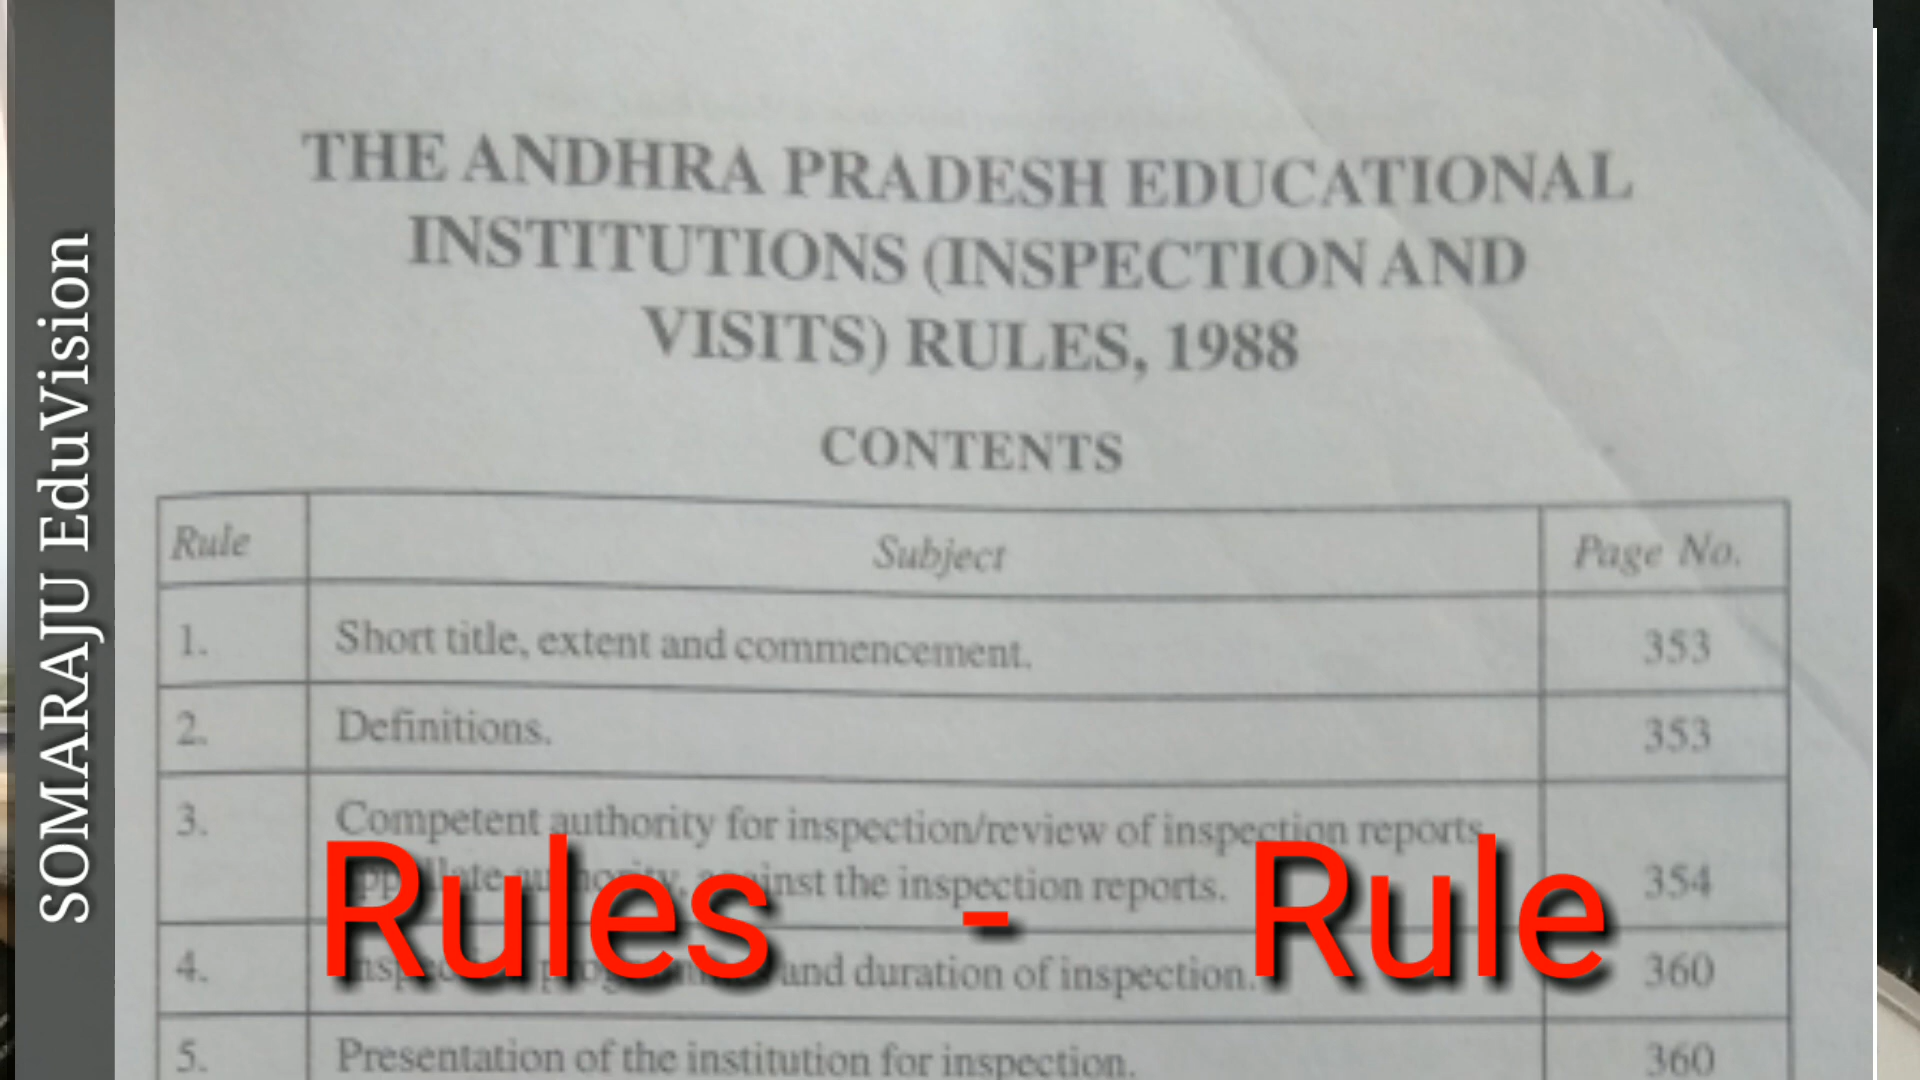 SOMARAJU EduVision
THE ANDHRA PRADESH EDUCATIONAL
INSTITUTIONS (INSPECTION AND
VISITS) RULES, 1988
CONTENTS
Rule Subject Page No.
1. Short title, extent and commencement. 353
2. Definitions. 353
3. Competent authority for inspection/review of inspection reports
against the inspection reports. 354
Rules - Rule
4. and duration of inspection. 360
5. Presentation of the institution for inspection. 360